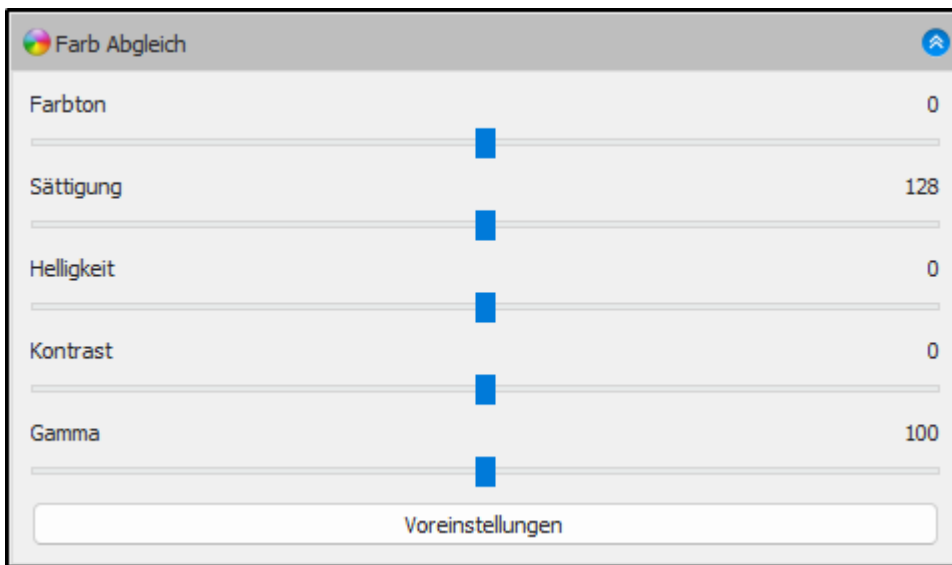 Farb Abgleich
Farbton 0
Sättigung 128
Helligkeit 0
Kontrast 0
Gamma 100
Voreinstellungen